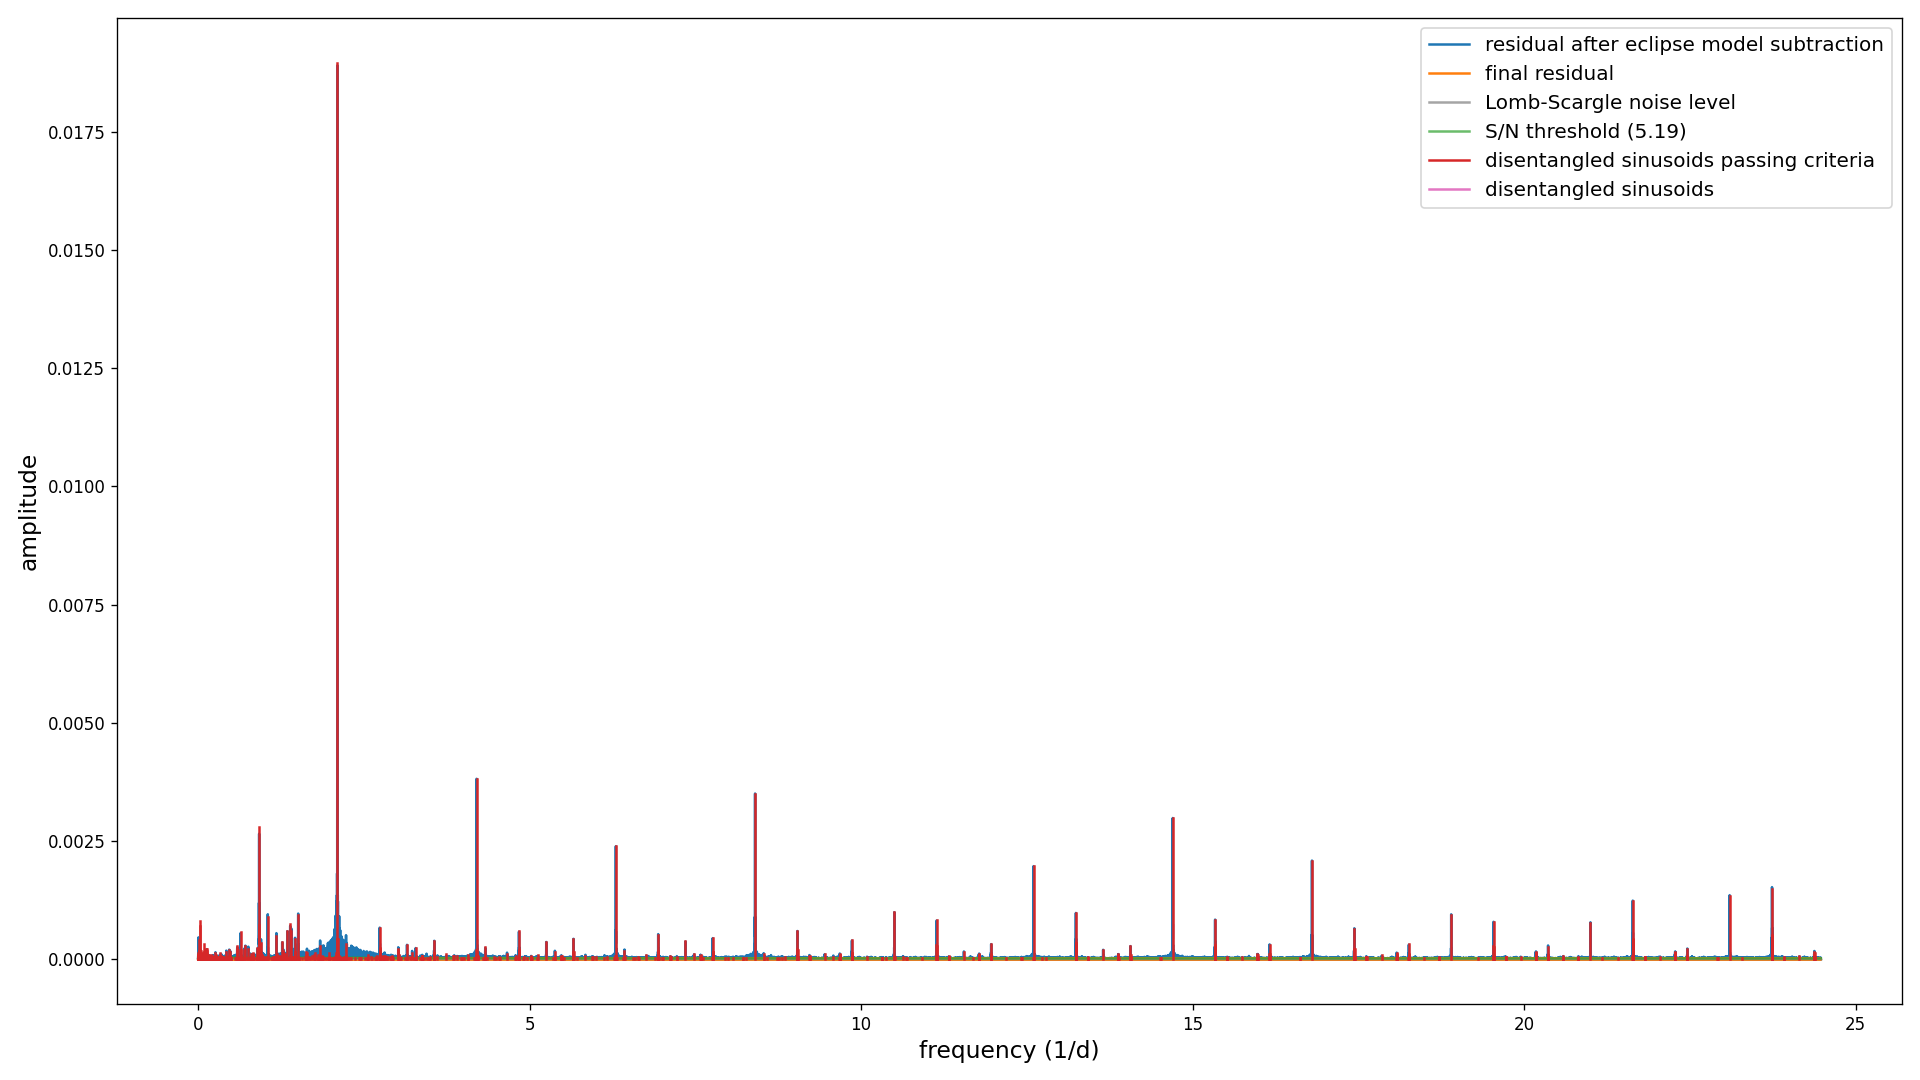 residual after eclipse model subtraction
final residual
Lomb-Scargle noise level
S/N threshold (5.19)
disentangled sinusoids passing criteria
disentangled sinusoids
0.0175
0.0150
0.0125
0.0100
0.0075
0.0050
0.0025
0.0000
amplitude
0 5 10 15 20 25
frequency (1/d)